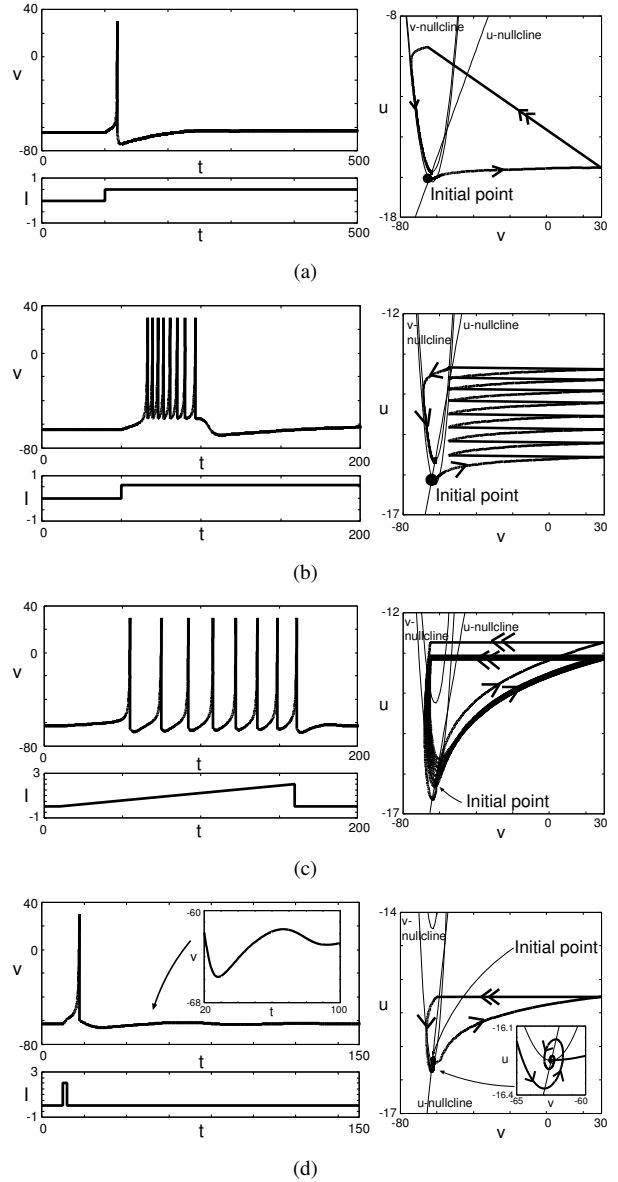 40
v 0
-80
0 t 500
1
I
-1
0 t 500
-8
v-nullcline
u-nullcline
u
Initial point
-18
-80 v 30
(a)
40
v 0
-80
0 t 200
1
I
-1
0 t 200
-12
v-
nullcline
u-nullcline
u
Initial point
-17
-80 v 0 30
(b)
40
v 0
-80
0 t 200
3
I
-1
0 t 200
-12
v-
nullcline
u-nullcline
u
Initial point
-17
-80 v 0 30
(c)
40
v 0
-80
0 t 150
-60
v
-68
20 t 100
3
I
-1
0 t 150
-14
v-
nullcline
Initial point
u
-16.1
u
-16.4
-65 v -60
u-nullcline
-17
-80 v 0 30
(d)